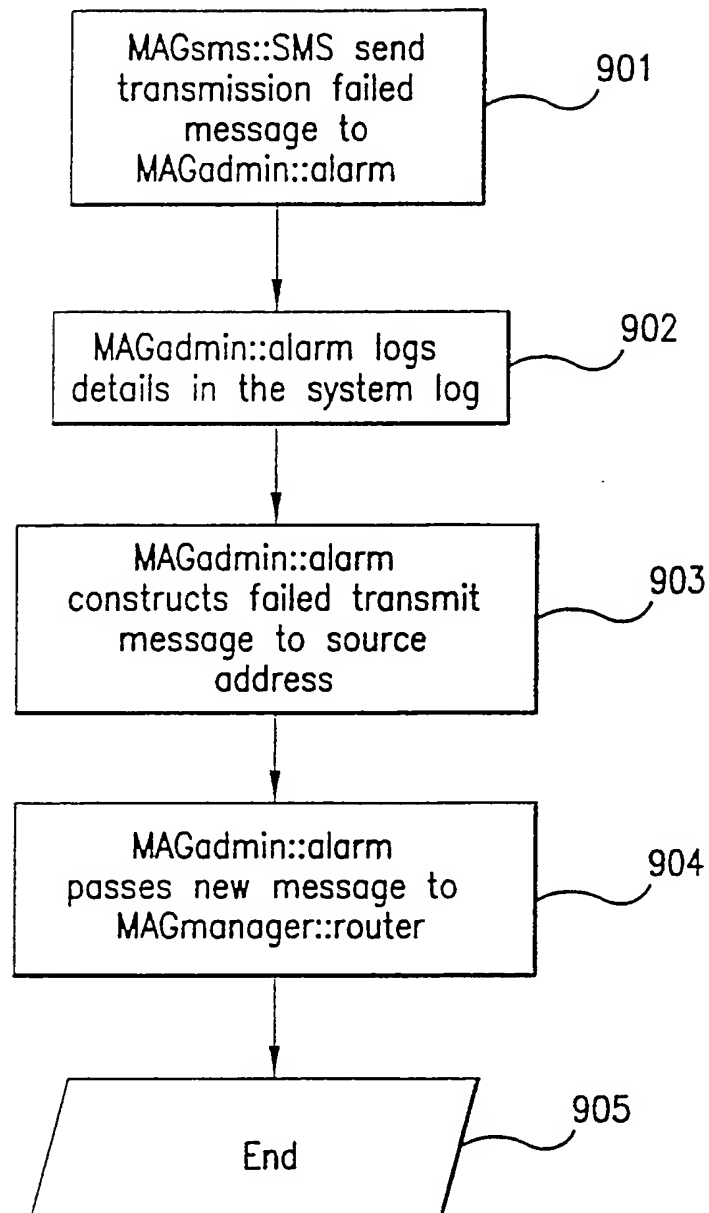 MAGsms::SMS send
transmission failed
message to
MAGadmin::alarm
901
MAGadmin::alarm logs
details in the system log
902
MAGadmin::alarm
constructs failed transmit
message to source
address
903
MAGadmin::alarm
passes new message to
MAGmanager::router
904
End
905